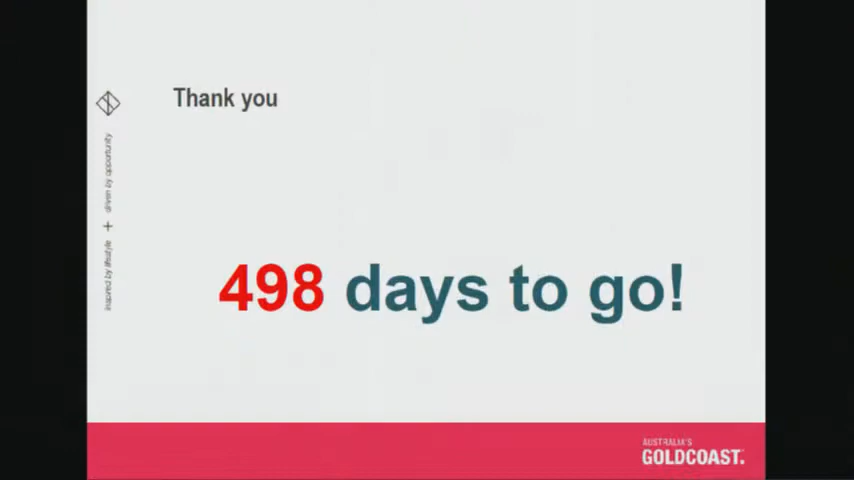 Thank you
inspired by lifestyle + driven by opportunity
498 days to go!
AUSTRALIA'S
GOLDCOAST.